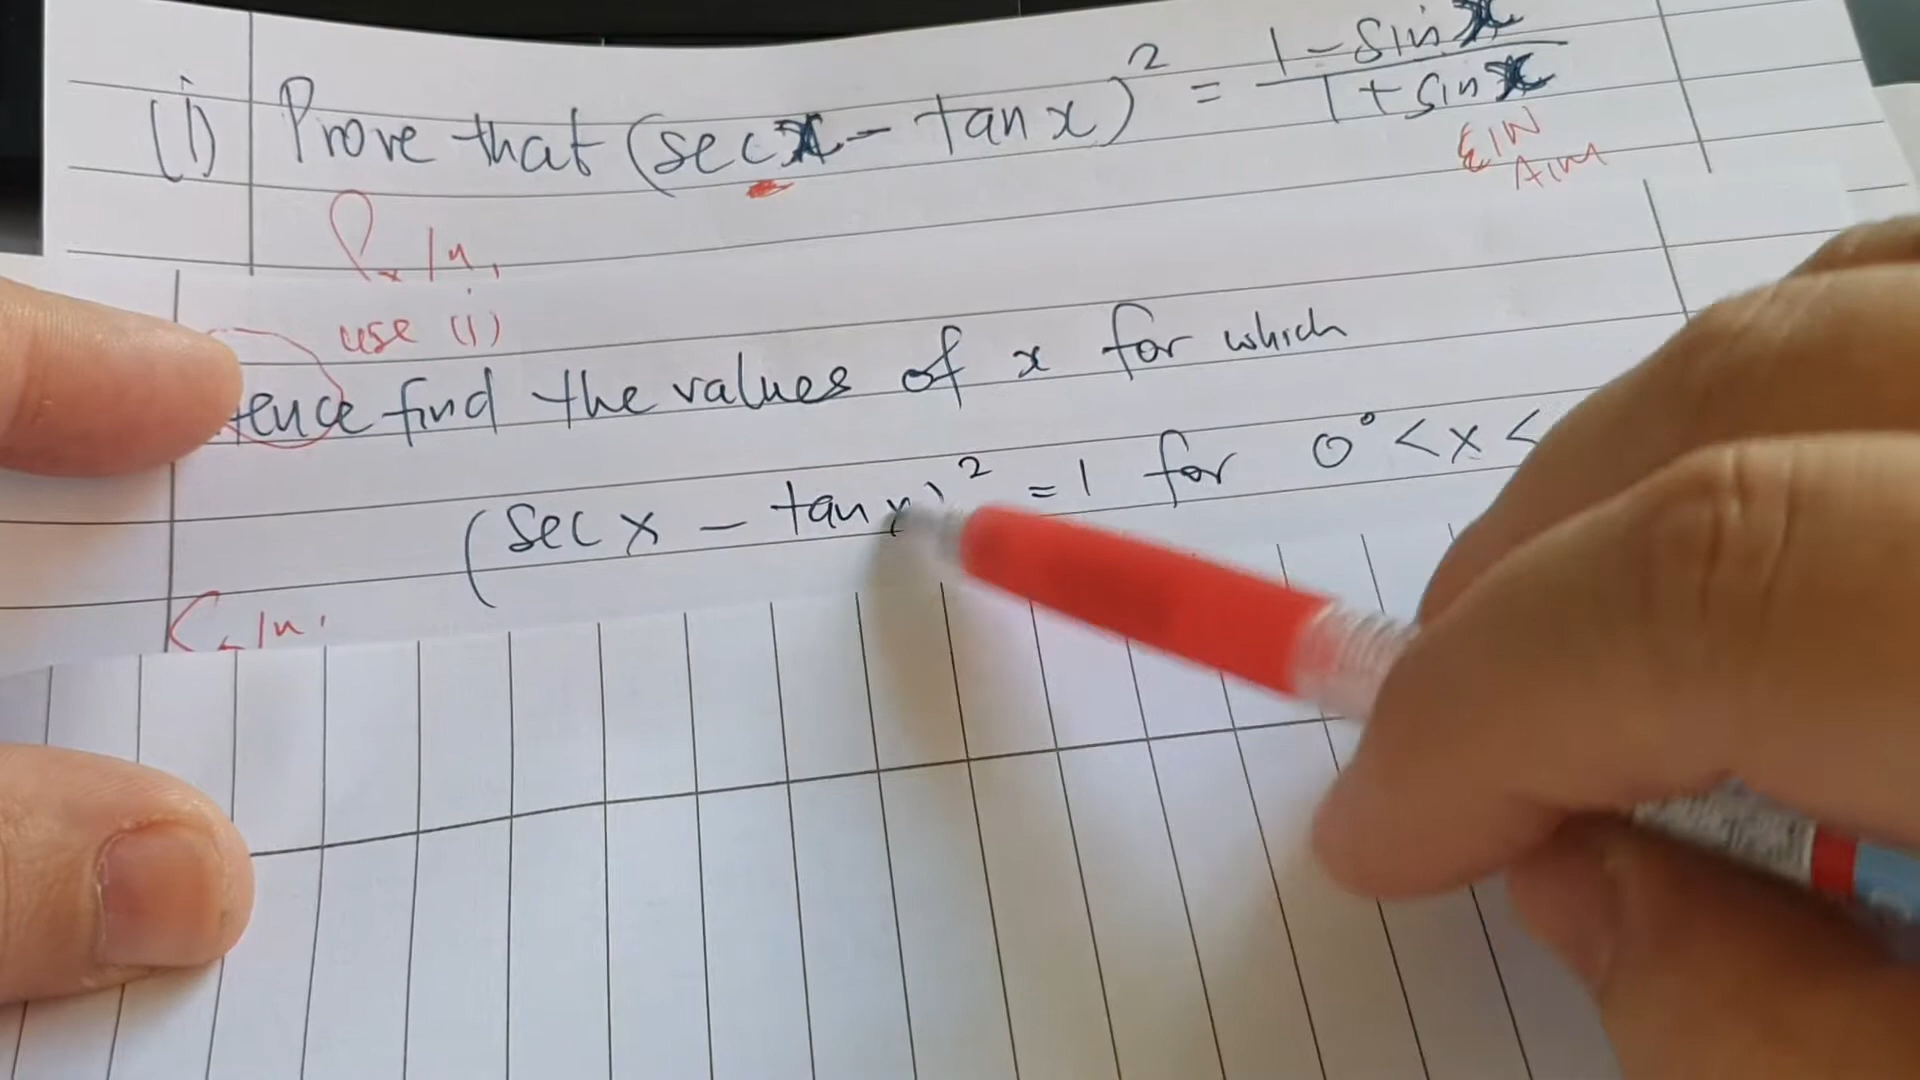 (i) Prove that (sec x - tan x)² = 1 - sin x / 1 + sin x
Aim
use (i)
find the values of x for which
(sec x - tan x)² = 1 for 0° < x <